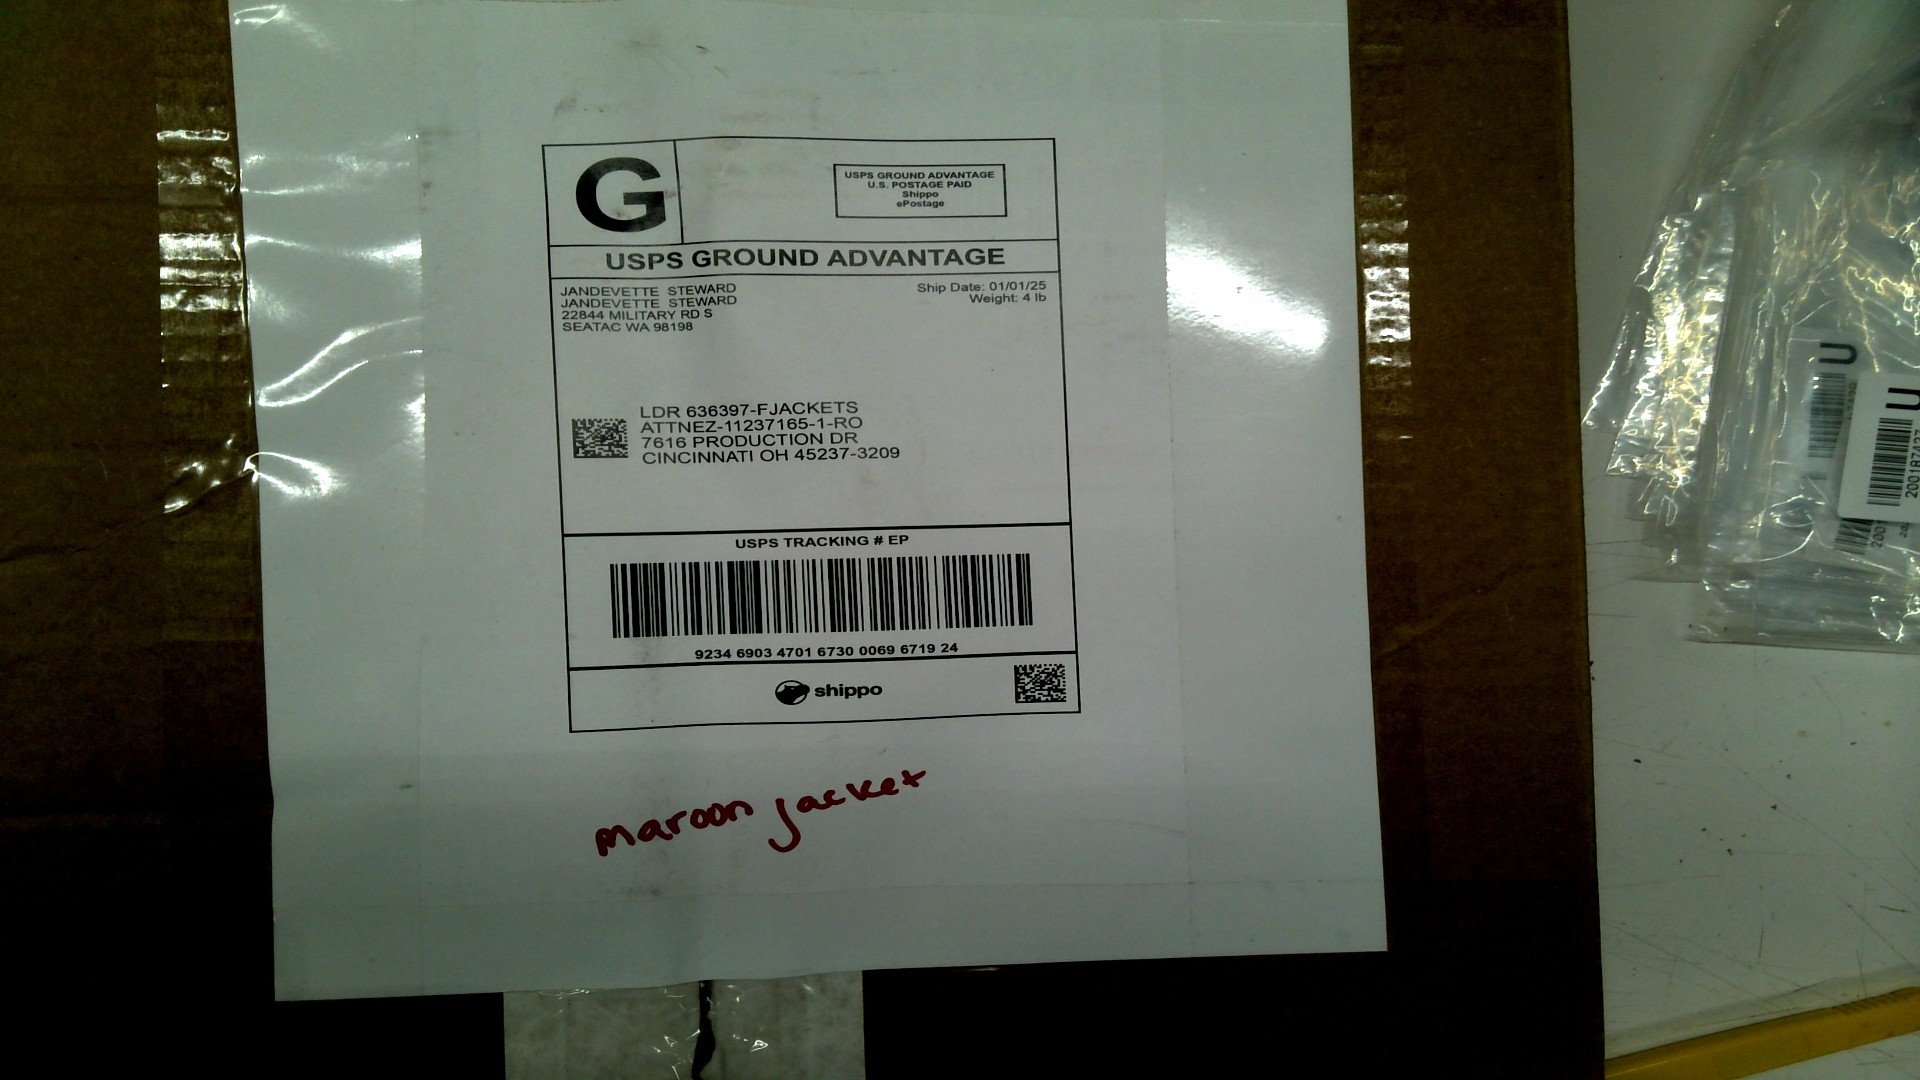 G
USPS GROUND ADVANTAGE
U.S. POSTAGE PAID
Shippo
ePostage
USPS GROUND ADVANTAGE
JANDEVETTE STEWARD
JANDEVETTE STEWARD
22844 MILITARY RD S
SEATAC WA 98198
Ship Date: 01/01/25
Weight: 4 lb
LDR 636397-FJACKETS
ATTNEZ-11237165-1-RO
7616 PRODUCTION DR
CINCINNATI OH 45237-3209
USPS TRACKING # EP
9234 6903 4701 6730 0069 6719 24
shippo
maroon jacket
U
U